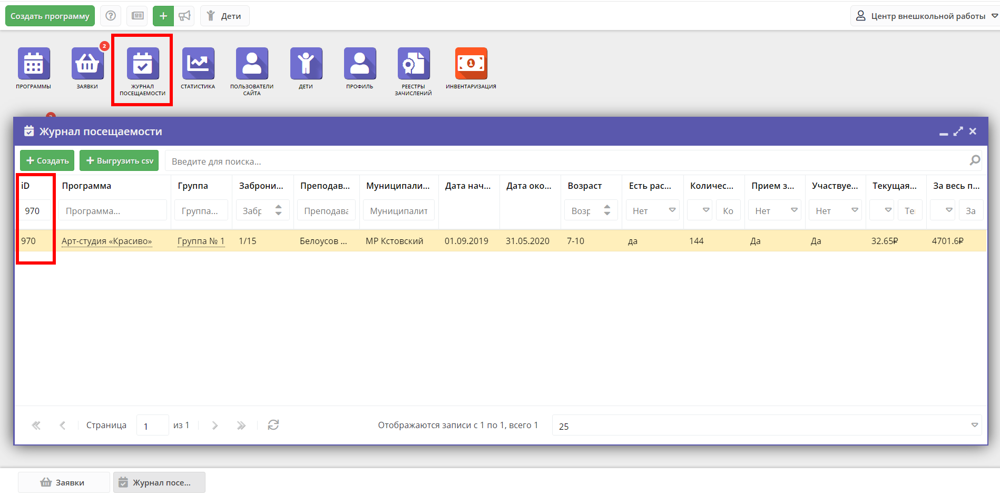 Создать программу
Дети
Центр внешкольной работы
2
ПРОГРАММЫ
ЗАЯВКИ
ЖУРНАЛ
ПОСЕЩАЕМОСТИ
СТАТИСТИКА
ПОЛЬЗОВАТЕЛИ
САЙТА
ДЕТИ
ПРОФИЛЬ
РЕЕСТРЫ
ЗАЧИСЛЕНИЙ
1
ИНВЕНТАРИЗАЦИЯ
Журнал посещаемости
Создать
Выгрузить csv
Введите для поиска...
iD Программа Группа Заброни... Преподав... Муниципали... Дата нач... Дата око... Возраст Есть рас... Количес... Прием з... Участвуе... Текущая... За весь п...
970 Программа... Группа... Забр Преподава Муниципалит Возр Нет Ко Нет Нет Те За
970 Арт-студия «Красиво» Группа № 1 1/15 Белоусов ... МР Кстовский 01.09.2019 31.05.2020 7-10 да 144 Да Да 32.65₽ 4701.6₽
Страница 1 из 1
Отображаются записи с 1 по 1, всего 1
25
Заявки
Журнал посе...